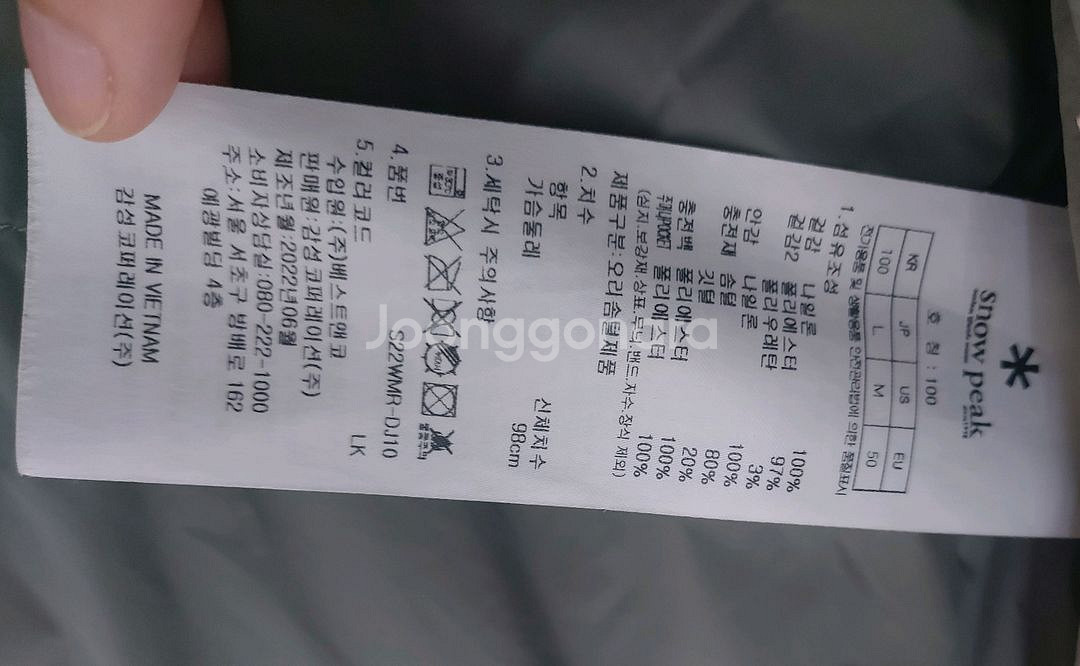 snow peak
호 칭 : 100
KR JP US EU
100 L M 50
전기용품 및 생활용품 안전관리법에 의한 품질표시
1. 섬유조성
겉감 나일론 100%
겉감2 폴리에스터 97%
폴리우레탄 3%
안감 나일론 100%
충전재 솜털 80%
깃털 20%
충전백 폴리에스터 100%
폴리에스터 100%
(심지.보강재.상표.무늬.밴드.자수.장식 제외)
제품구분:오리솜털제품
2.치수
항목 신체치수
가슴둘레 98cm
3.세탁시 주의사항
4. 품번 S22WMR-DJ10
5.컬러코드 LK
수입원:(주)베스트앤코
판매원:감성코퍼레이션(주)
제조년월:2022년06월
소비자상담실:080-222-1000
주소:서울 서초구 방배로 162
예광빌딩 4층
MADE IN VIETNAM
감성코퍼레이션(주)
Joonggonara